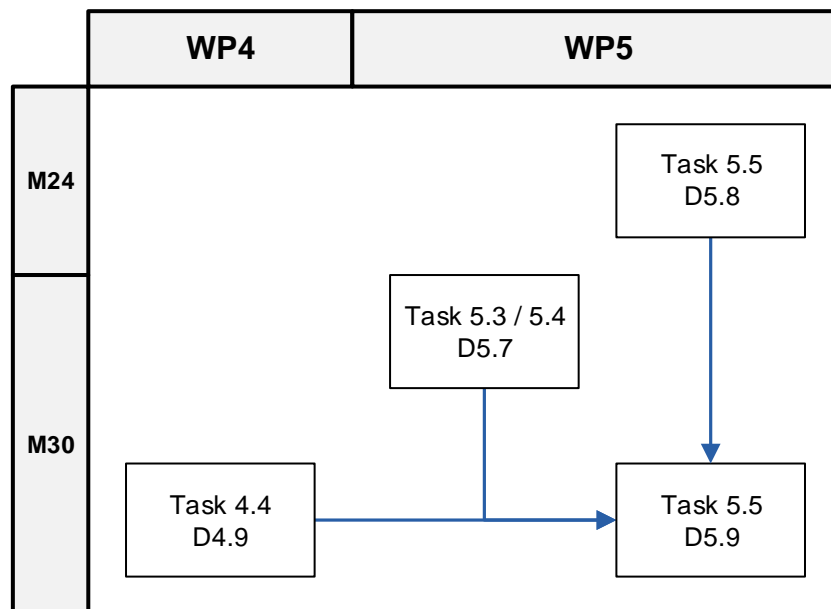 WP4
WP5
M24
Task 5.5
D5.8
M30
Task 5.3 / 5.4
D5.7
Task 4.4
D4.9
Task 5.5
D5.9